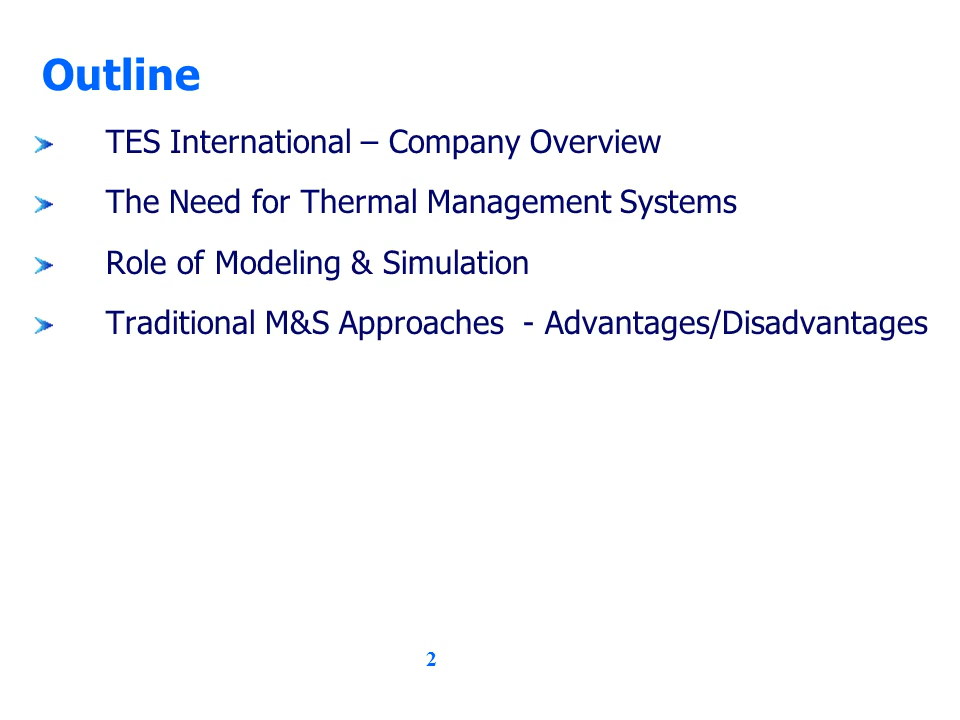 Outline
TES International – Company Overview
The Need for Thermal Management Systems
Role of Modeling & Simulation
Traditional M&S Approaches - Advantages/Disadvantages
2